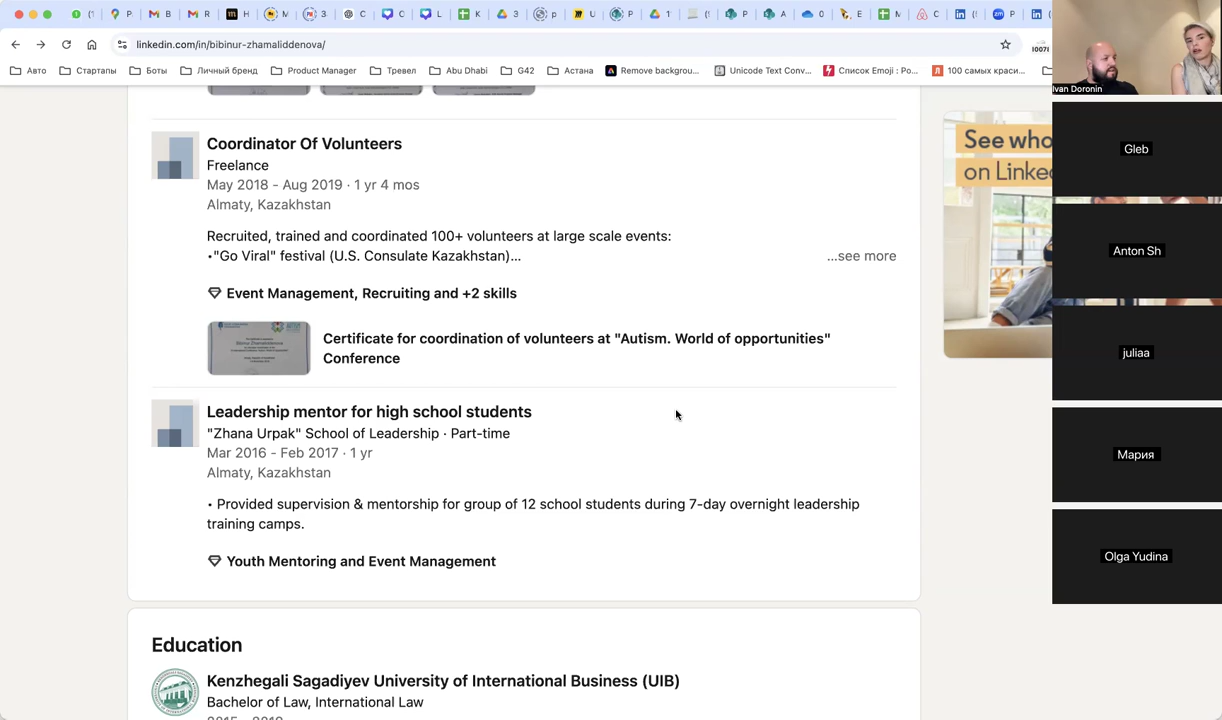 linkedin.com/in/bibinur-zhamaliddenova/
Авто
Стартапы
Боты
Личный бренд
Product Manager
Тревел
Abu Dhabi
G42
Астана
Remove backgrou...
Unicode Text Conv...
Список Emoji : Po...
100 самых краси...
Coordinator Of Volunteers
Freelance
May 2018 - Aug 2019 · 1 yr 4 mos
Almaty, Kazakhstan
Recruited, trained and coordinated 100+ volunteers at large scale events:
•"Go Viral" festival (U.S. Consulate Kazakhstan)...
...see more
Event Management, Recruiting and +2 skills
Certificate for coordination of volunteers at "Autism. World of opportunities"
Conference
Leadership mentor for high school students
"Zhana Urpak" School of Leadership · Part-time
Mar 2016 - Feb 2017 · 1 yr
Almaty, Kazakhstan
• Provided supervision & mentorship for group of 12 school students during 7-day overnight leadership
training camps.
Youth Mentoring and Event Management
Education
Kenzhegali Sagadiyev University of International Business (UIB)
Bachelor of Law, International Law
See who
on Linke
Ivan Doronin
Gleb
Anton Sh
juliaa
Мария
Olga Yudina